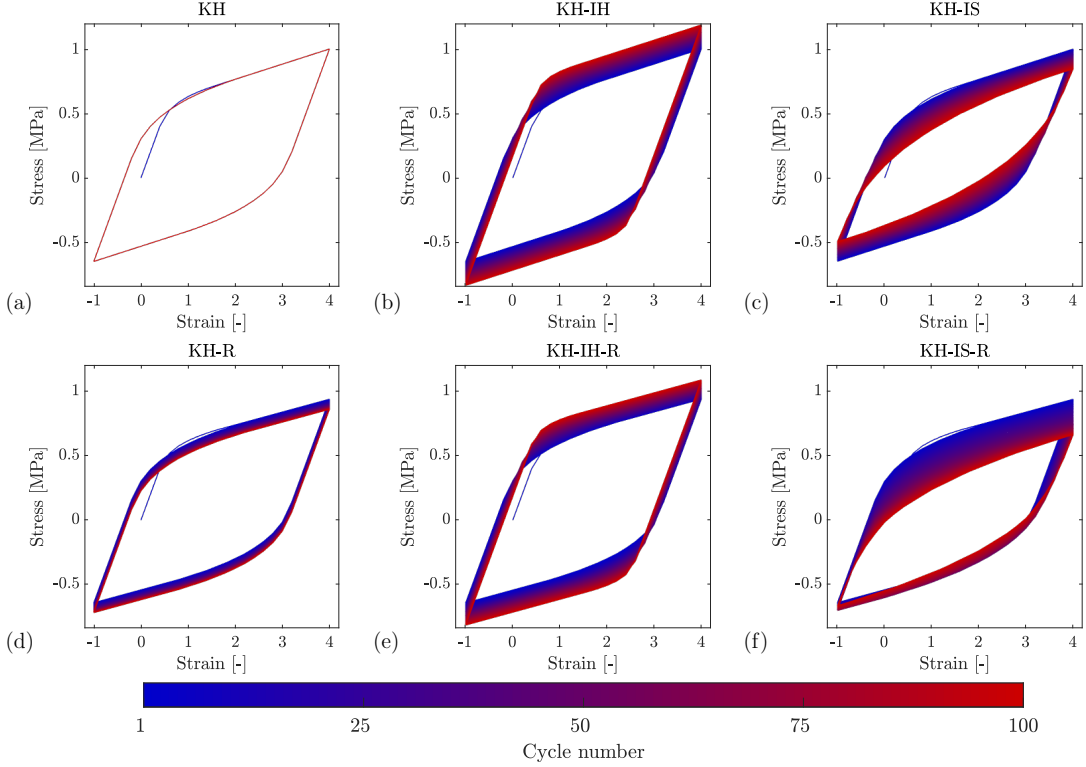 KH
KH-IH
KH-IS
1
0.5
0
-0.5
Stress [MPa]
-1 0 1 2 3 4
Strain [-]
(a)
1
0.5
0
-0.5
Stress [MPa]
-1 0 1 2 3 4
Strain [-]
(b)
1
0.5
0
-0.5
Stress [MPa]
-1 0 1 2 3 4
Strain [-]
(c)
KH-R
KH-IH-R
KH-IS-R
1
0.5
0
-0.5
Stress [MPa]
-1 0 1 2 3 4
Strain [-]
(d)
1
0.5
0
-0.5
Stress [MPa]
-1 0 1 2 3 4
Strain [-]
(e)
1
0.5
0
-0.5
Stress [MPa]
-1 0 1 2 3 4
Strain [-]
(f)
1 25 50 75 100
Cycle number